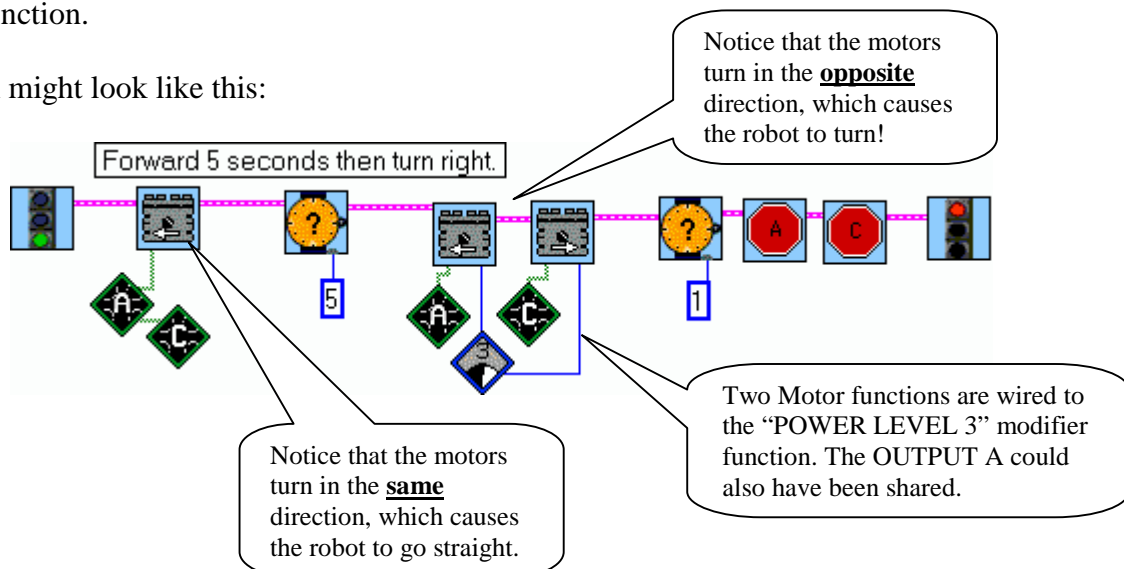 nction.
Notice that the motors
turn in the opposite
direction, which causes
the robot to turn!
might look like this:
Forward 5 seconds then turn right.
?
?
A
C
5
1
A
C
A
C
3
Two Motor functions are wired to
the “POWER LEVEL 3” modifier
function. The OUTPUT A could
also have been shared.
Notice that the motors
turn in the same
direction, which causes
the robot to go straight.